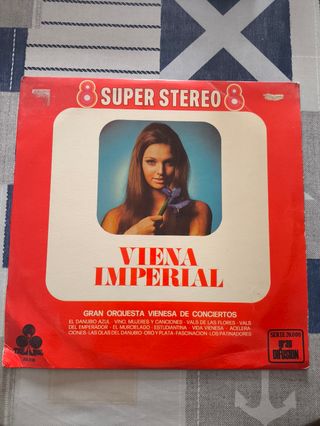 8 SUPER STEREO 8
VIENA
IMPERIAL
GRAN ORQUESTA VIENESA DE CONCIERTOS
EL DANUBIO AZUL · VINO, MUJERES Y CANCIONES · VALS DE LAS FLORES · VALS
DEL EMPERADOR · EL MURCIELAGO · ESTUDIANTINA · VIDA VIENESA · ACELERA
CIONES · LAS OLAS DEL DANUBIO · ORO Y PLATA · FASCINACION · LOS PATINADORES
gran
DIFUSION